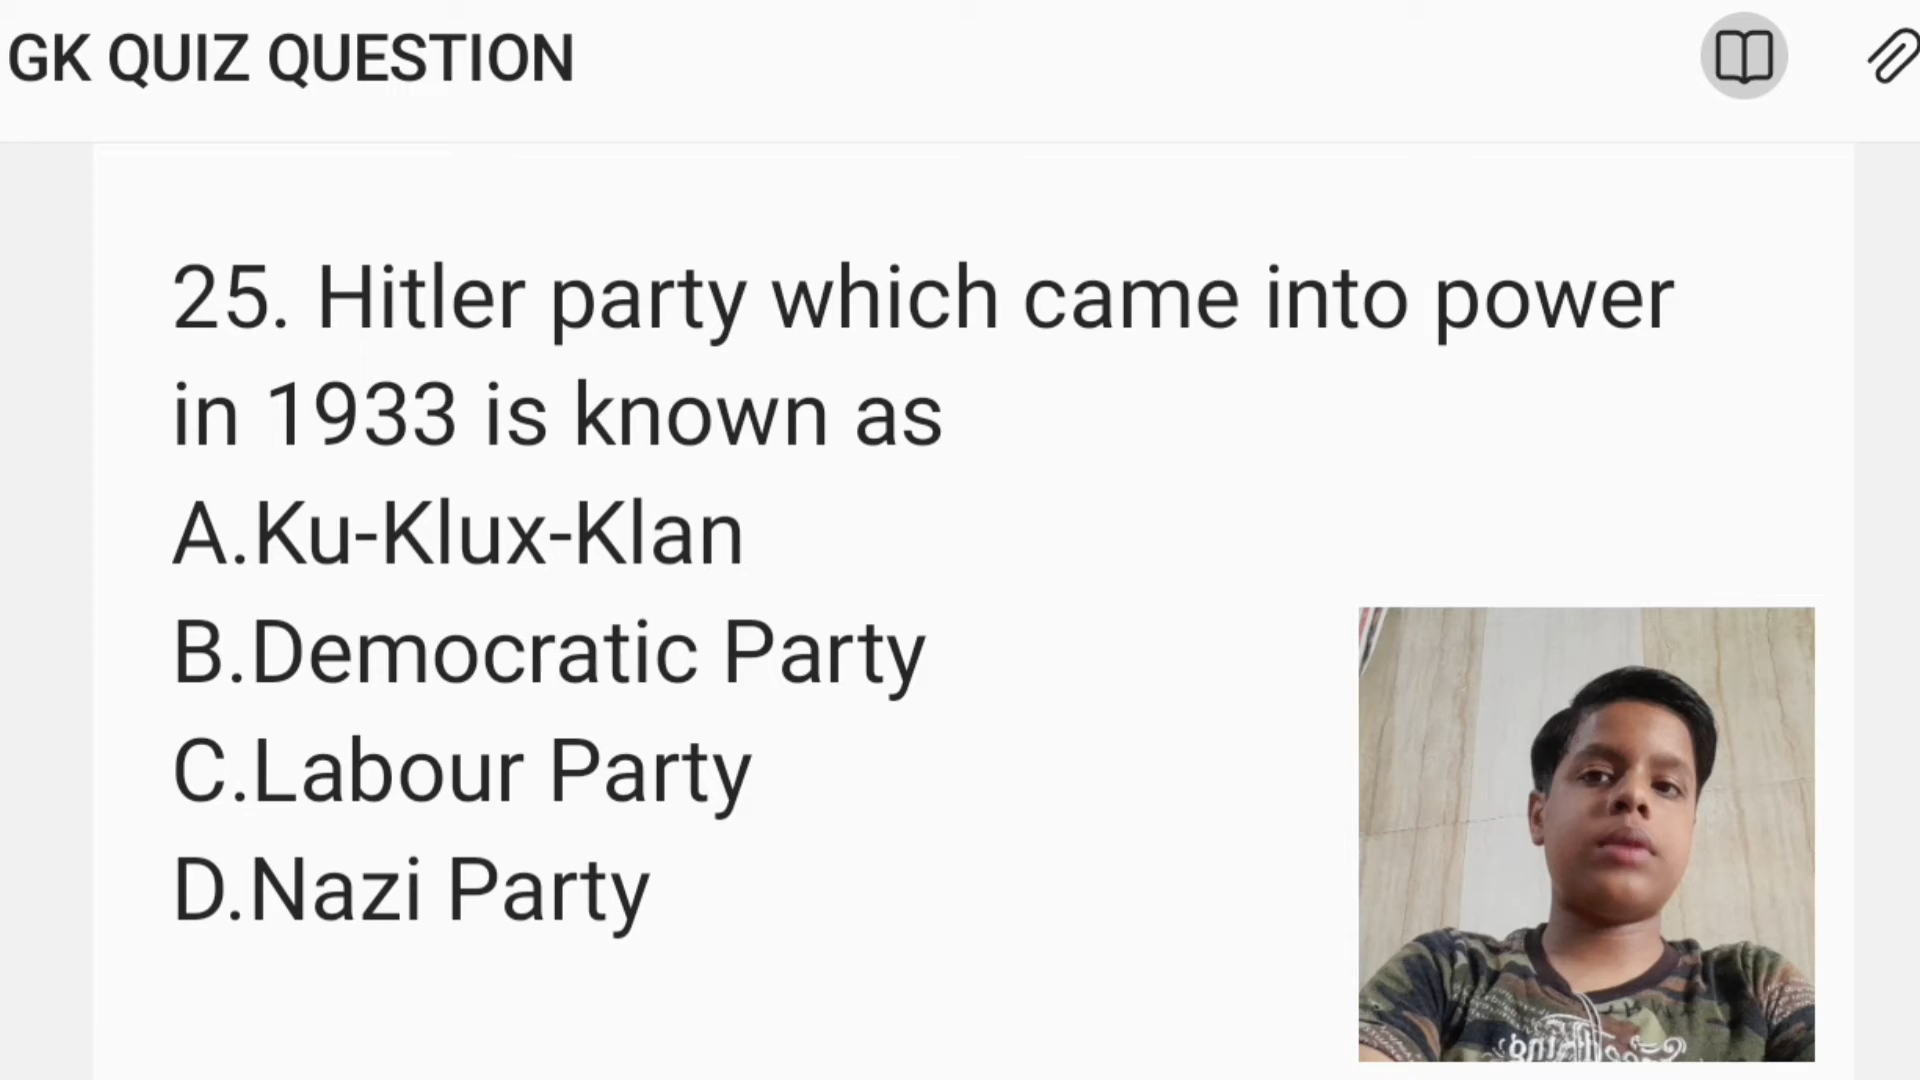 GK QUIZ QUESTION
25. Hitler party which came into power
in 1933 is known as
A.Ku-Klux-Klan
B.Democratic Party
C.Labour Party
D.Nazi Party